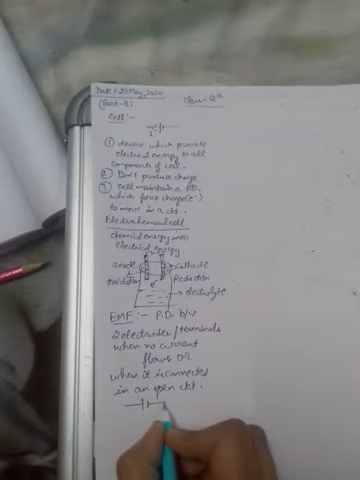 Date:- 23 May, 2020
(Part-3) Class-12th
Cell:-
① device which provide
electrical energy to all
components of cell.
② Don't produce charge
③ Cell maintain a P.D.
which force charge (e⁻)
to move in a ckt.
Electrochemical cell
chemical energy into
electrical energy
anode cathode
oxidation Reduction
electrolyte
EMF:- P.D. b/w
2 electrodes/terminals
when no current
flows or
when it is connected
in an open ckt.